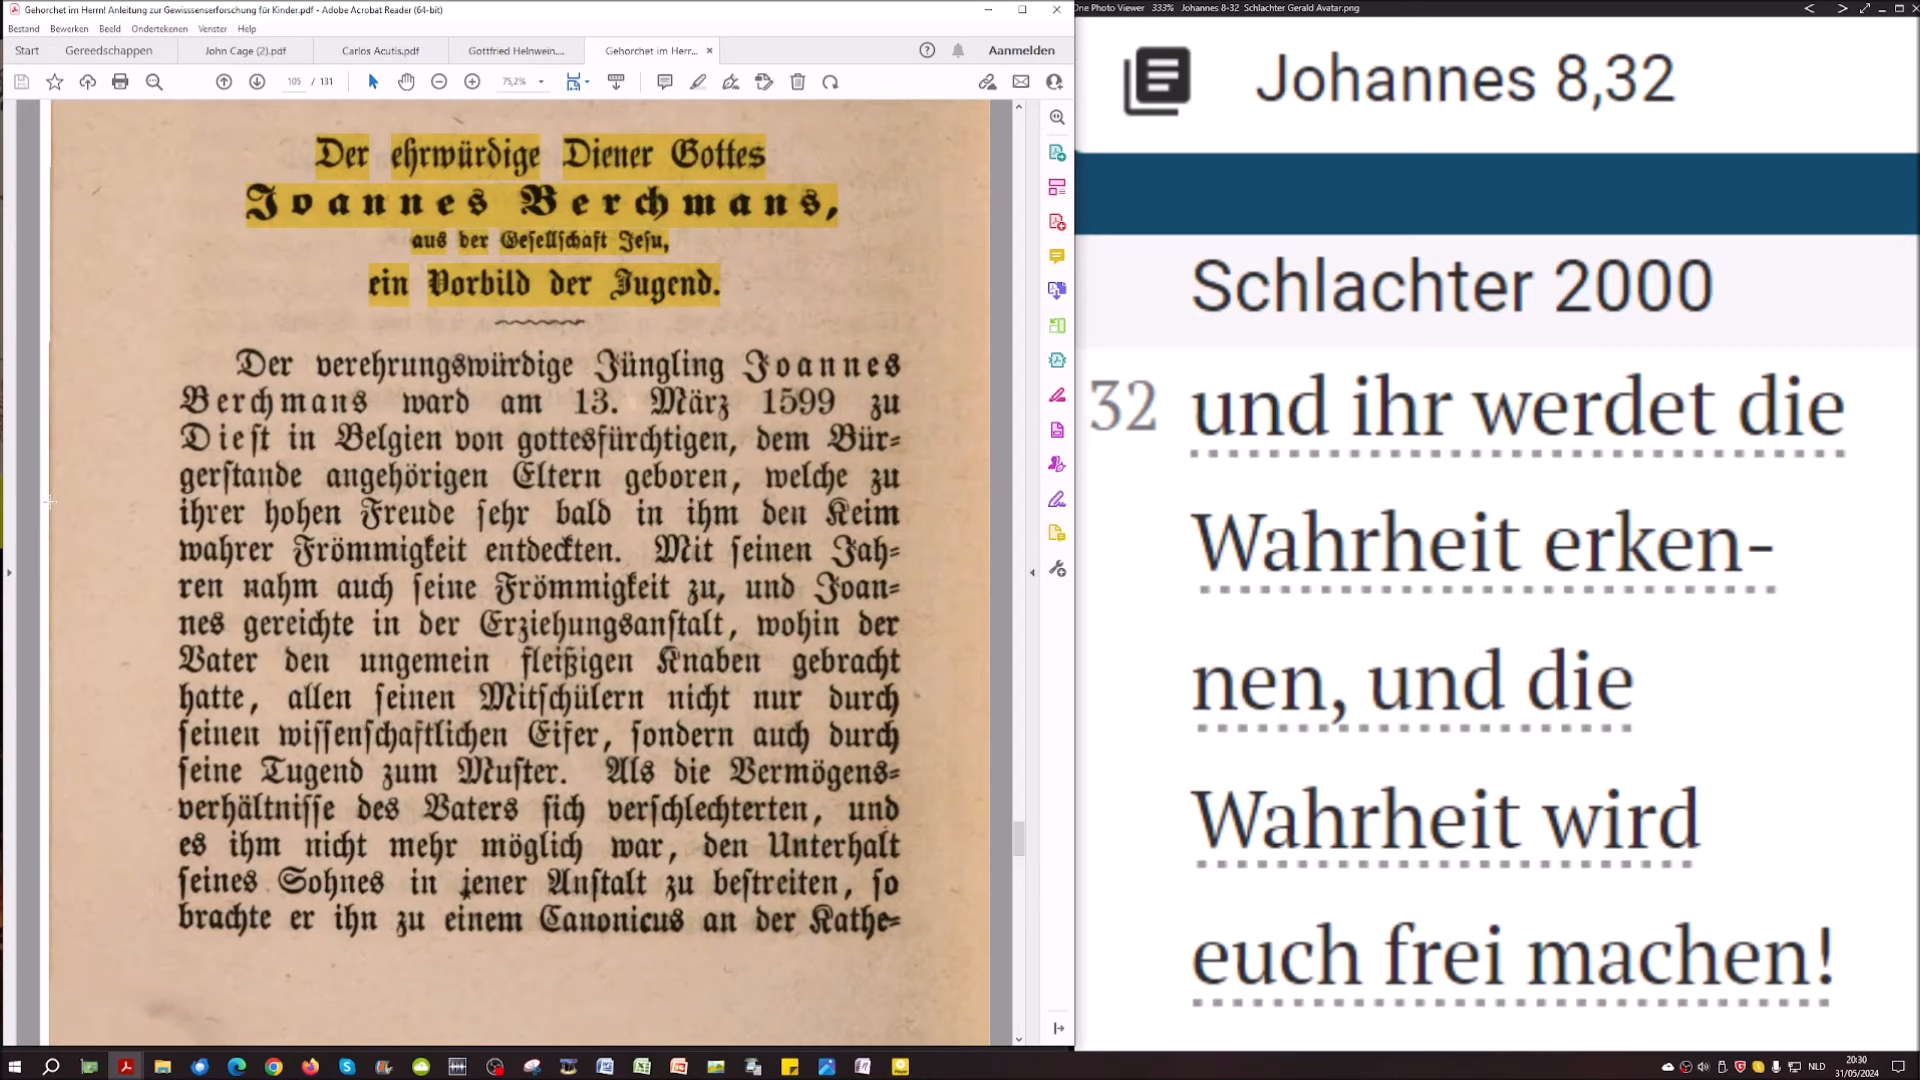 Gehorchet im Herrn! Anleitung zur Gewisssenserforschung für Kinder.pdf - Adobe Acrobat Reader (64-bit)
Bestand Bewerken Beeld Ondertekenen Venster Help
Start Gereedschappen John Cage (2).pdf Carlos Acutis.pdf Gottfried Helnwein.... Gehorchet im Herr... Aanmelden
105 / 131 75,2%
Der ehrwürdige Diener Gottes
Joannes Berchmans,
aus der Gesellschaft Jesu,
ein Vorbild der Jugend.
Der verehrungswürdige Jüngling Joannes
Berchmans ward am 13. März 1599 zu
Diest in Belgien von gottesfürchtigen, dem Bür-
gerstande angehörigen Eltern geboren, welche zu
ihrer hohen Freude sehr bald in ihm den Keim
wahrer Frömmigkeit entdeckten. Mit seinen Jah-
ren nahm auch seine Frömmigkeit zu, und Joan-
nes gereichte in der Erziehungsanstalt, wohin der
Vater den ungemein fleißigen Knaben gebracht
hatte, allen seinen Mitschülern nicht nur durch
seinen wissenschaftlichen Eifer, sondern auch durch
seine Tugend zum Muster. Als die Vermögens-
verhältnisse des Vaters sich verschlechterten, und
es ihm nicht mehr möglich war, den Unterhalt
seines Sohnes in jener Anstalt zu bestreiten, so
brachte er ihn zu einem Canonicus an der Kathe-
One Photo Viewer 333% Johannes 8-32 Schlachter Gerald Avatar.png
Johannes 8,32
Schlachter 2000
32 und ihr werdet die
Wahrheit erken-
nen, und die
Wahrheit wird
euch frei machen!
NLD
20:30
31/05/2024